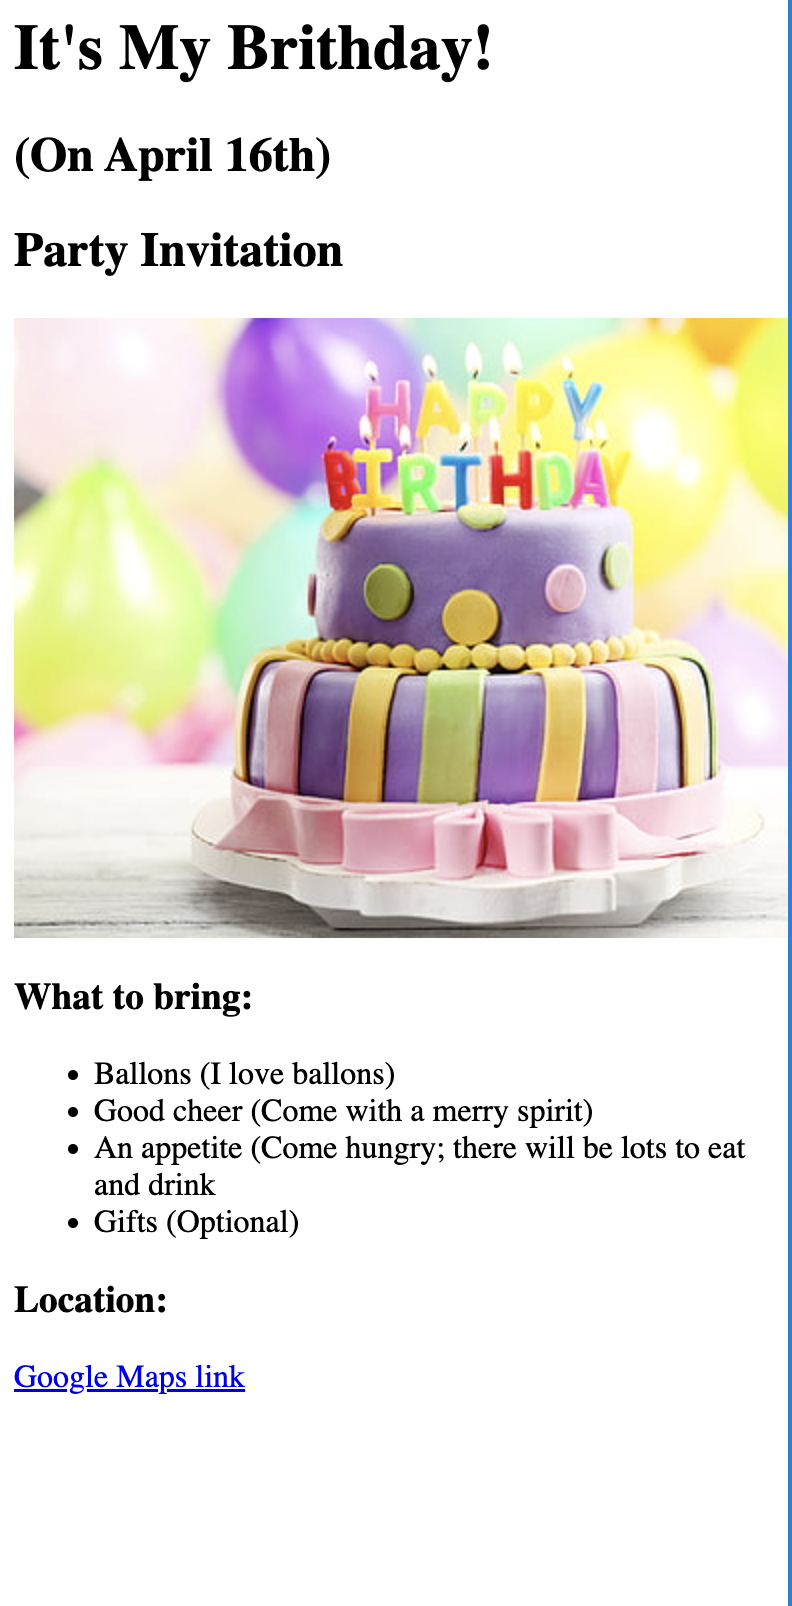 It's My Brithday!
(On April 16th)
Party Invitation
HAPPY
BIRTHDAY
What to bring:
Ballons (I love ballons)
Good cheer (Come with a merry spirit)
An appetite (Come hungry; there will be lots to eat
and drink
Gifts (Optional)
Location:
Google Maps link